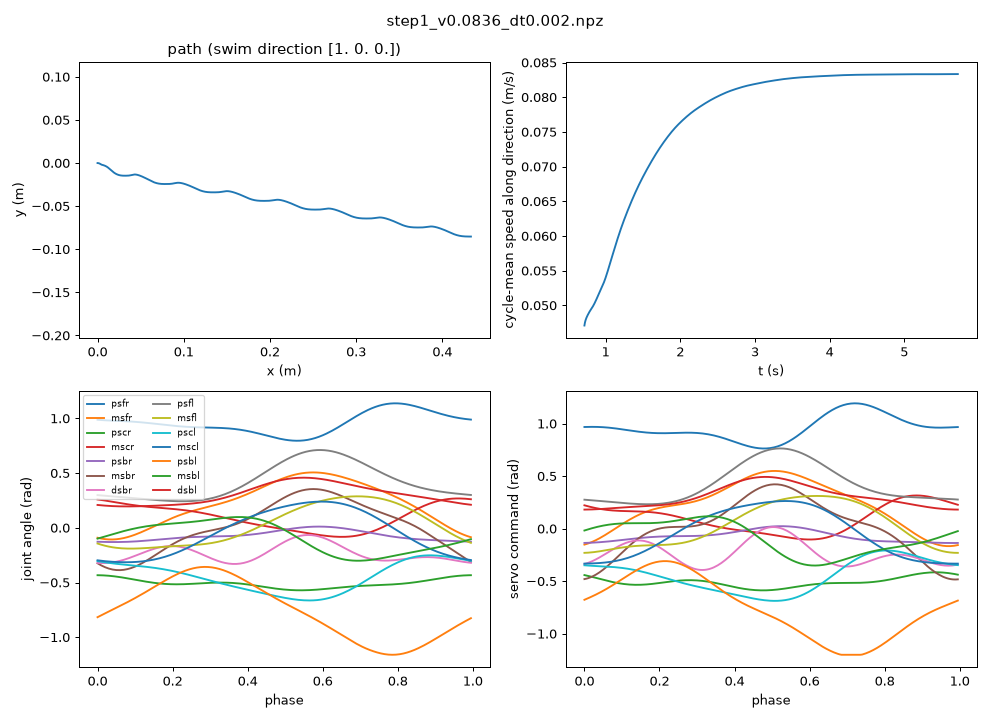 step1_v0.0836_dt0.002.npz
path (swim direction [1. 0. 0.])
0.10
0.05
0.00
−0.05
−0.10
−0.15
−0.20
y (m)
0.0
0.1
0.2
0.3
0.4
x (m)
0.085
0.080
0.075
0.070
0.065
0.060
0.055
0.050
cycle-mean speed along direction (m/s)
1
2
3
4
5
t (s)
psfr
msfr
pscr
mscr
psbr
msbr
dsbr
psfl
msfl
pscl
mscl
psbl
msbl
dsbl
1.0
0.5
0.0
−0.5
−1.0
joint angle (rad)
0.0
0.2
0.4
0.6
0.8
1.0
phase
1.0
0.5
0.0
−0.5
−1.0
servo command (rad)
0.0
0.2
0.4
0.6
0.8
1.0
phase